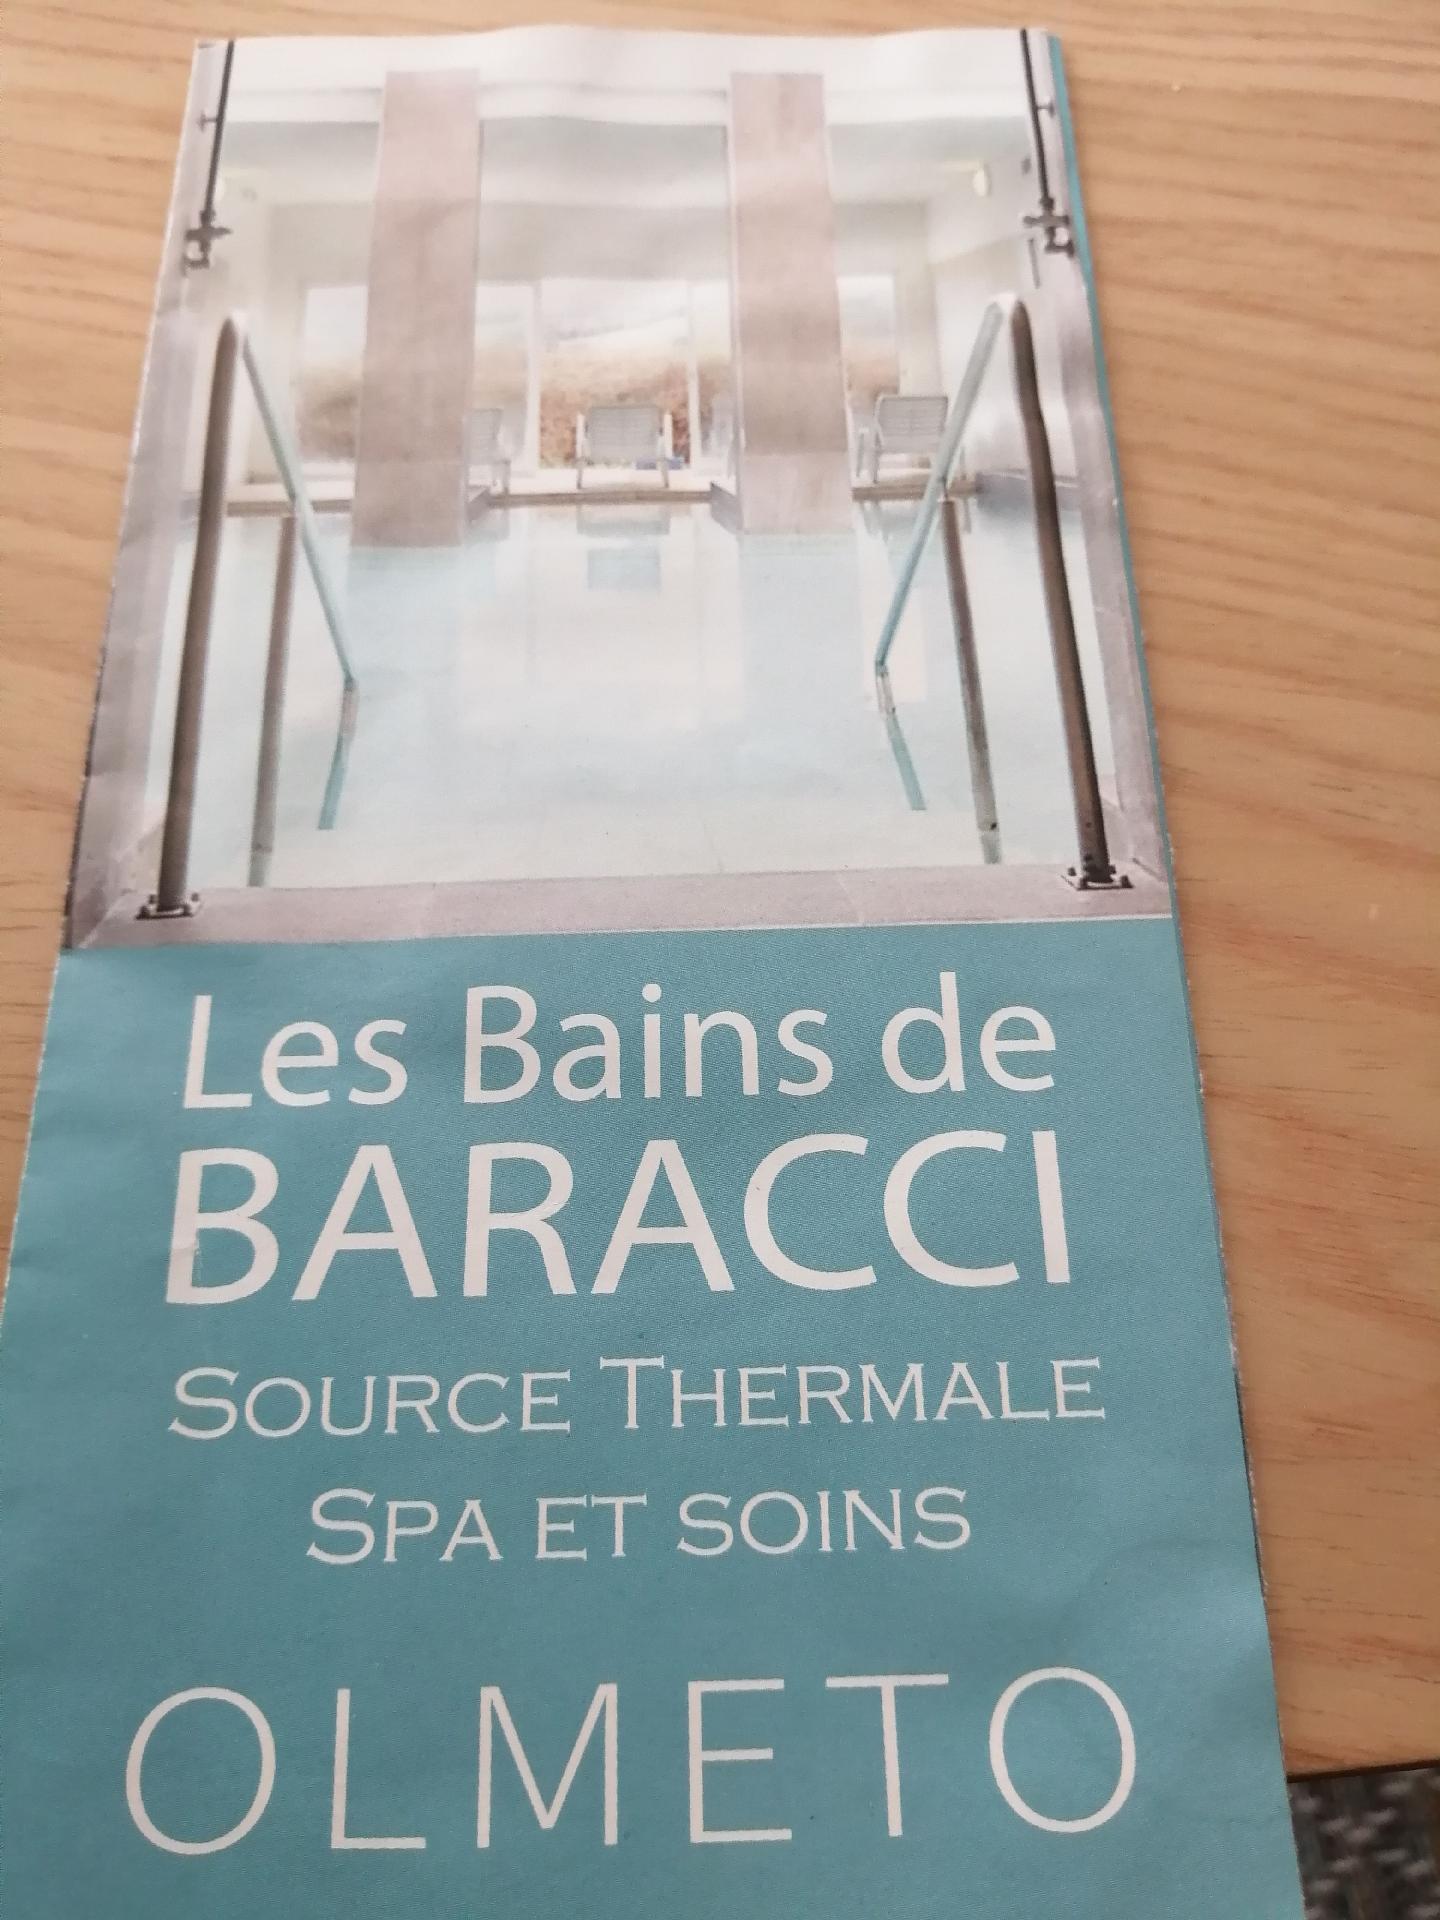 Les Bains de
BARACCI
SOURCE THERMALE
SPA ET SOINS
OLMETO